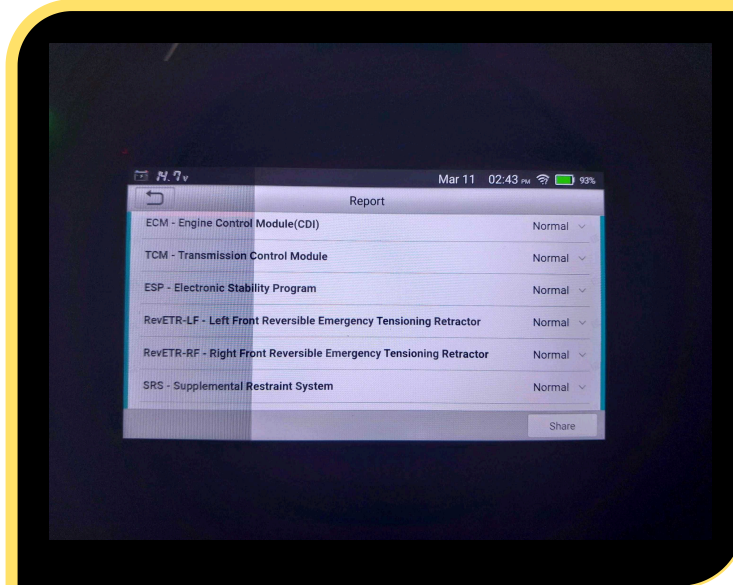 14.7v
Mar 11 02:43 PM 93%
Report
ECM - Engine Control Module(CDI) Normal
TCM - Transmission Control Module Normal
ESP - Electronic Stability Program Normal
RevETR-LF - Left Front Reversible Emergency Tensioning Retractor Normal
RevETR-RF - Right Front Reversible Emergency Tensioning Retractor Normal
SRS - Supplemental Restraint System Normal
Share